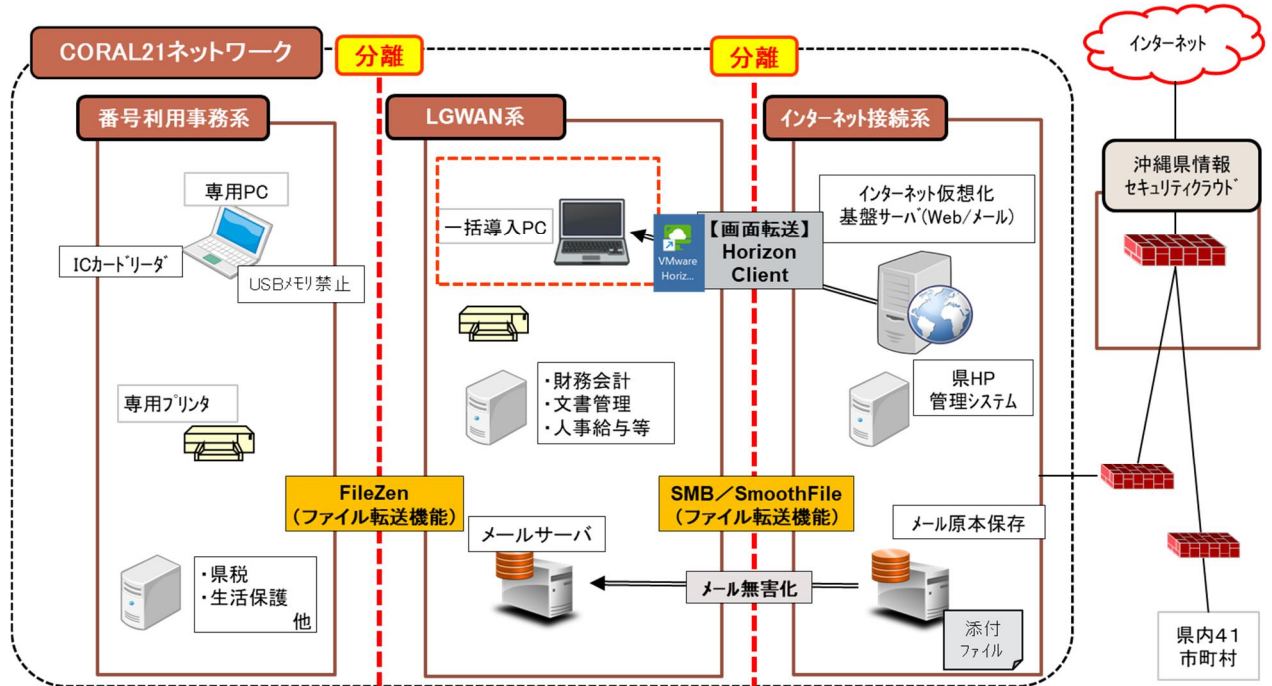 CORAL21ネットワーク
分離
分離
インターネット
番号利用事務系
LGWAN系
インターネット接続系
沖縄県情報
セキュリティクラウド
専用PC
ICカードリーダ
USBメモリ禁止
一括導入PC
VMware
Horiz...
【画面転送】
Horizon
Client
インターネット仮想化
基盤サーバ(Web/メール)
専用プリンタ
・財務会計
・文書管理
・人事給与等
県HP
管理システム
FileZen
(ファイル転送機能)
SMB/SmoothFile
(ファイル転送機能)
メールサーバ
メール原本保存
・県税
・生活保護
他
メール無害化
添付
ファイル
県内41
市町村